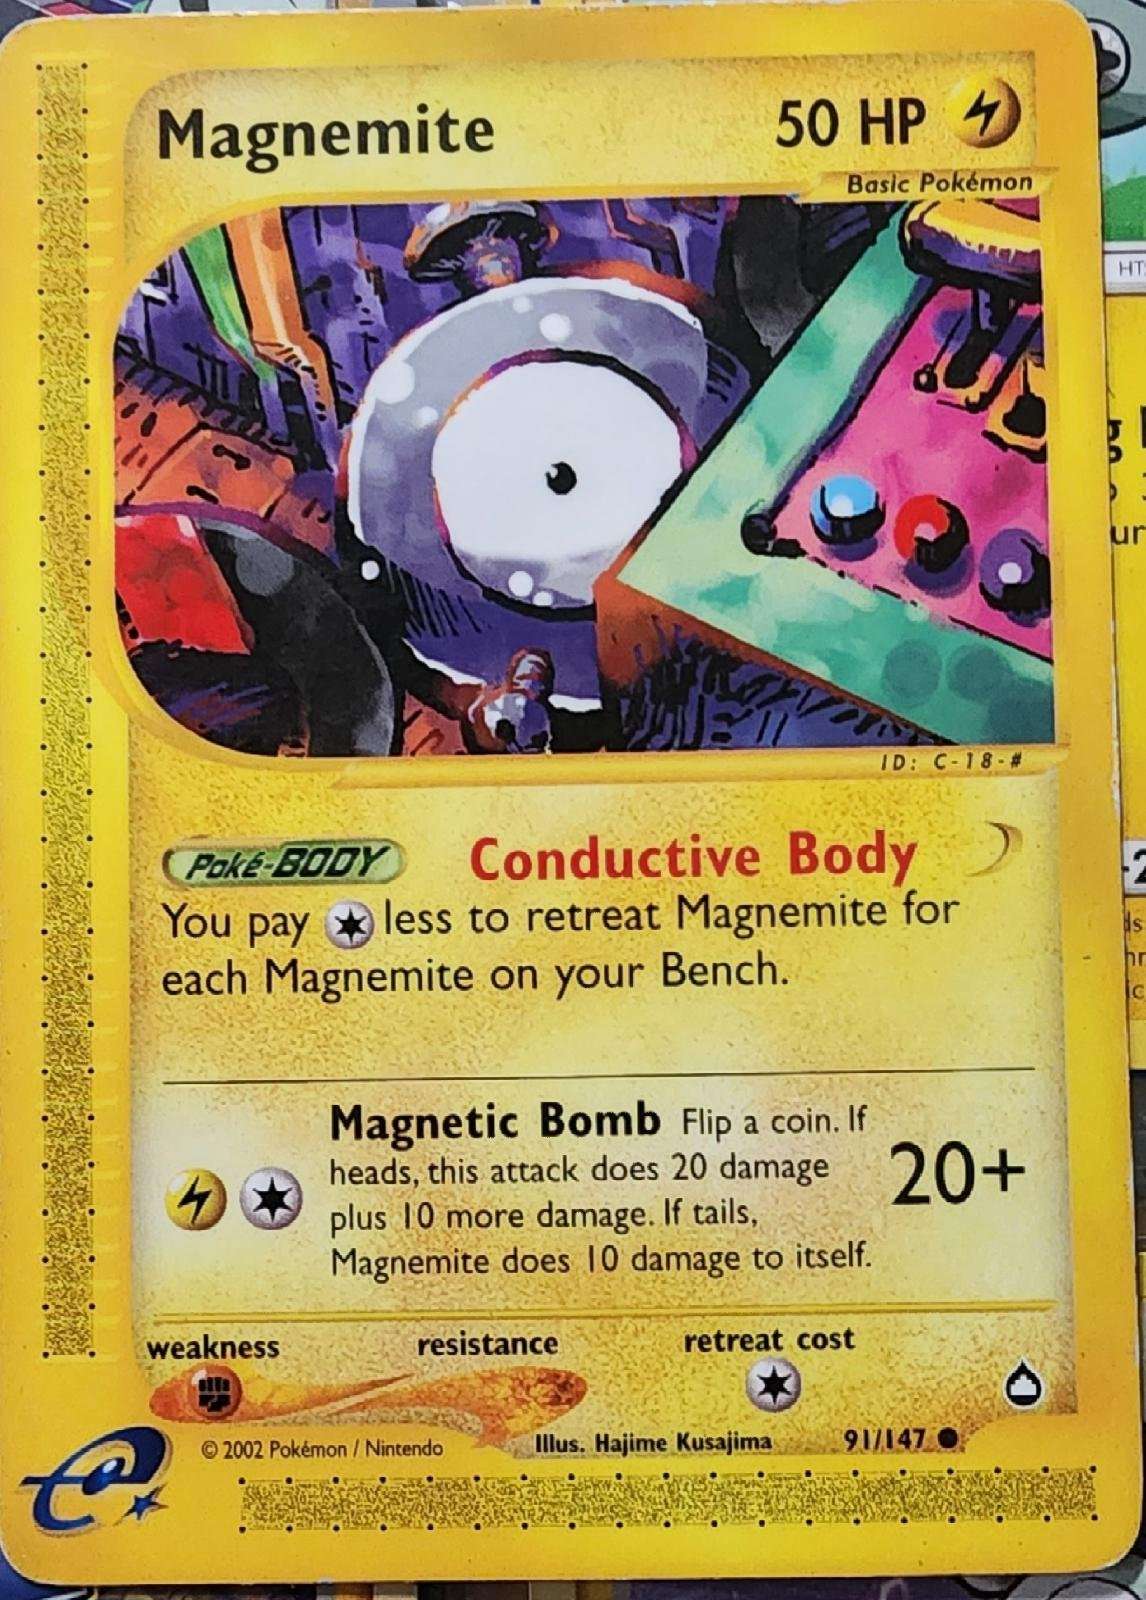 Magnemite
50 HP
Basic Pokémon
ID: C-18-#
Poké-BODY Conductive Body
You pay less to retreat Magnemite for
each Magnemite on your Bench.
Magnetic Bomb Flip a coin. If
heads, this attack does 20 damage
plus 10 more damage. If tails,
Magnemite does 10 damage to itself.
20+
weakness resistance retreat cost
© 2002 Pokémon / Nintendo Illus. Hajime Kusajima 91/147
e
HT
g
ur